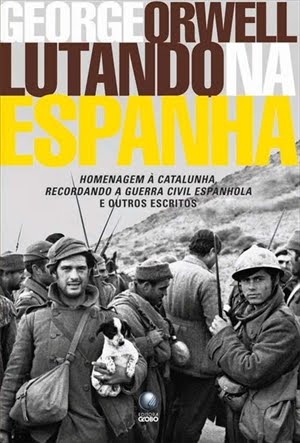 GEORGE ORWELL
LUTANDO NA
ESPANHA
HOMENAGEM À CATALUNHA,
RECORDANDO A GUERRA CIVIL ESPANHOLA
E OUTROS ESCRITOS
EDITORA
GLOBO